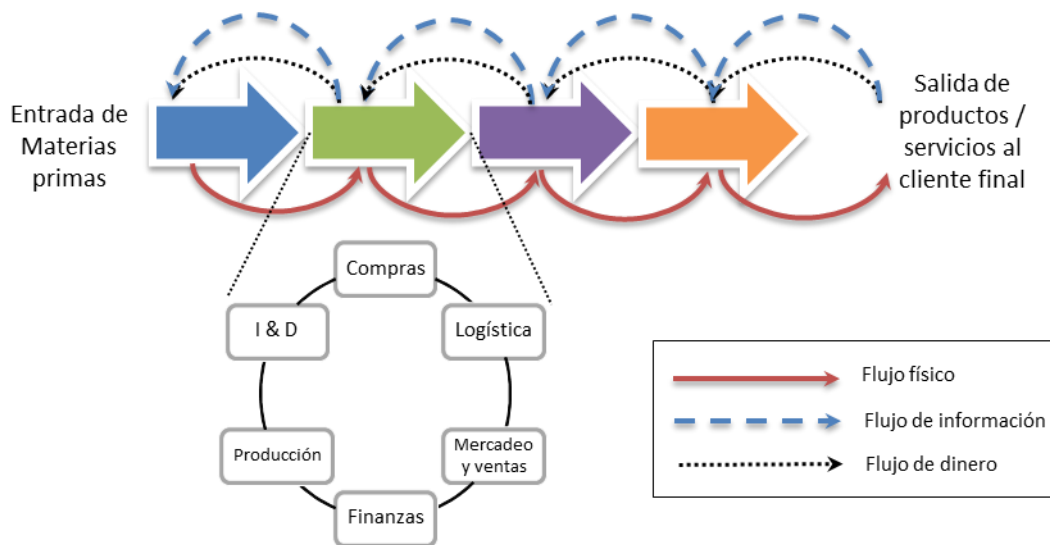 Entrada de
Materias
primas
Salida de
productos /
servicios al
cliente final
Compras
I & D
Logística
Producción
Mercadeo
y ventas
Finanzas
Flujo físico
Flujo de información
Flujo de dinero